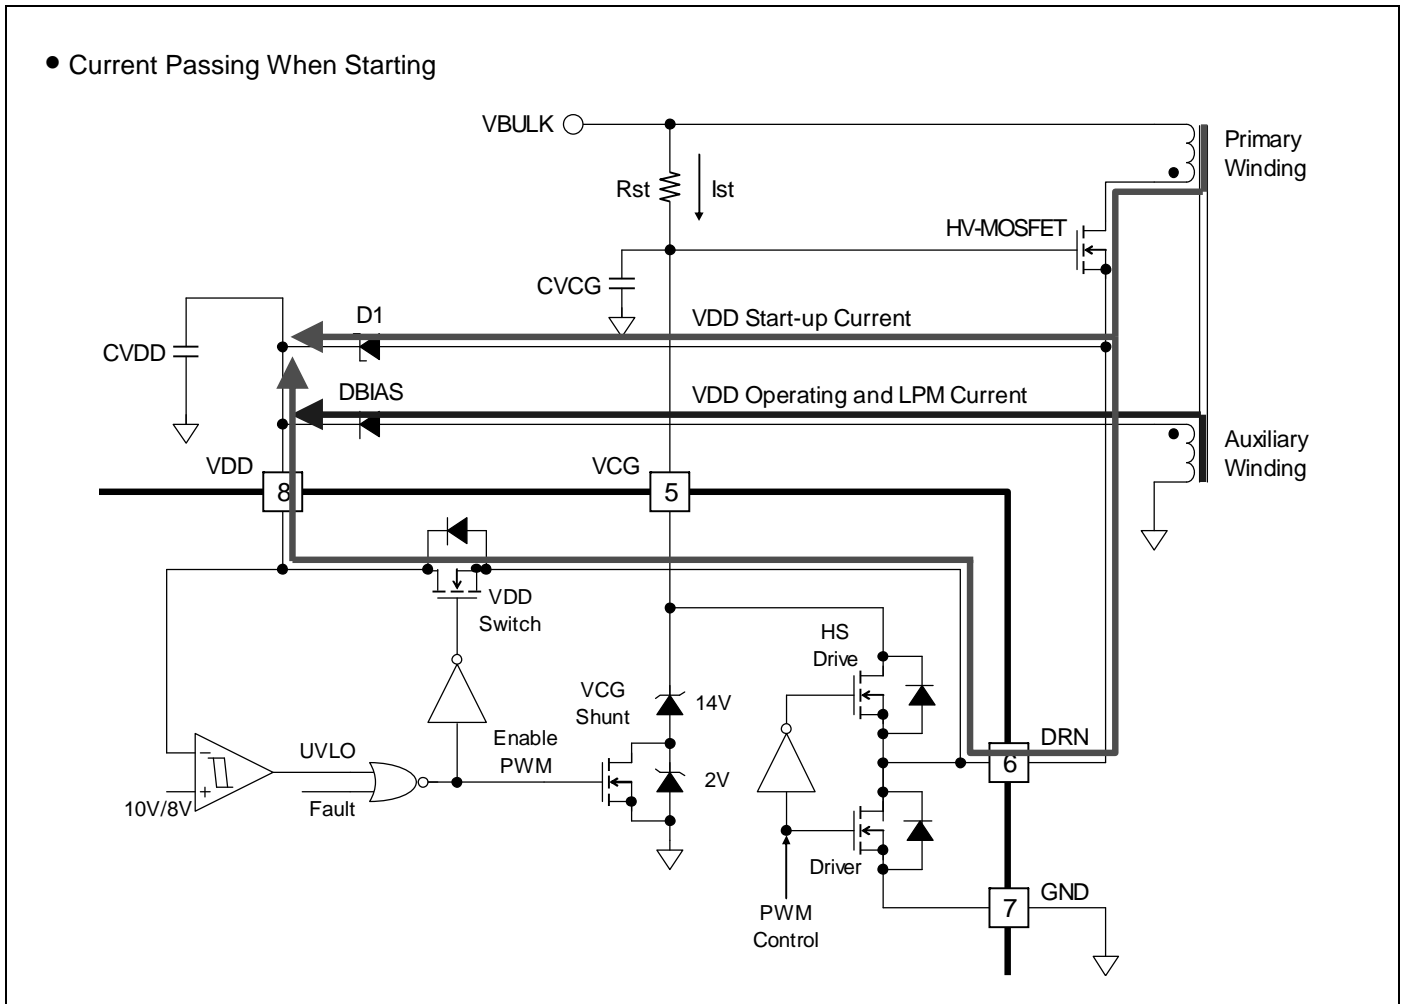 ● Current Passing When Starting
VBULK
Primary
Winding
Rst
Ist
HV-MOSFET
CVCG
D1
VDD Start-up Current
CVDD
DBIAS
VDD Operating and LPM Current
Auxiliary
Winding
VDD
VCG
8
5
VDD
Switch
HS
Drive
VCG
Shunt
14V
Enable
PWM
UVLO
DRN
6
2V
10V/8V
Fault
Driver
GND
7
PWM
Control